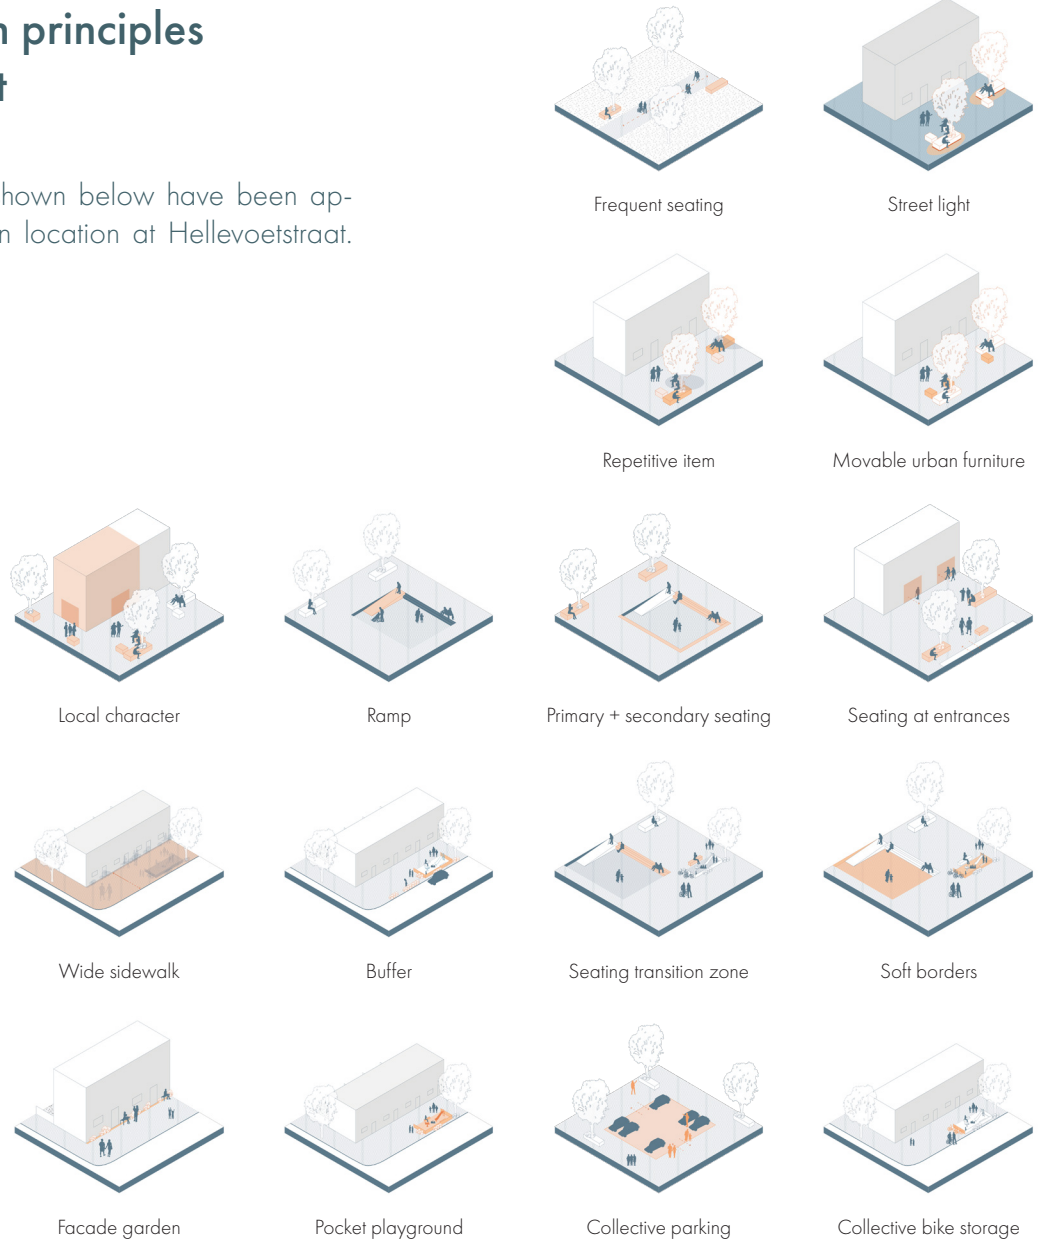 principles
shown below have been ap-
location at Hellevoetstraat.
Frequent seating
Street light
Repetitive item
Movable urban furniture
Local character
Ramp
Primary + secondary seating
Seating at entrances
Wide sidewalk
Buffer
Seating transition zone
Soft borders
Facade garden
Pocket playground
Collective parking
Collective bike storage